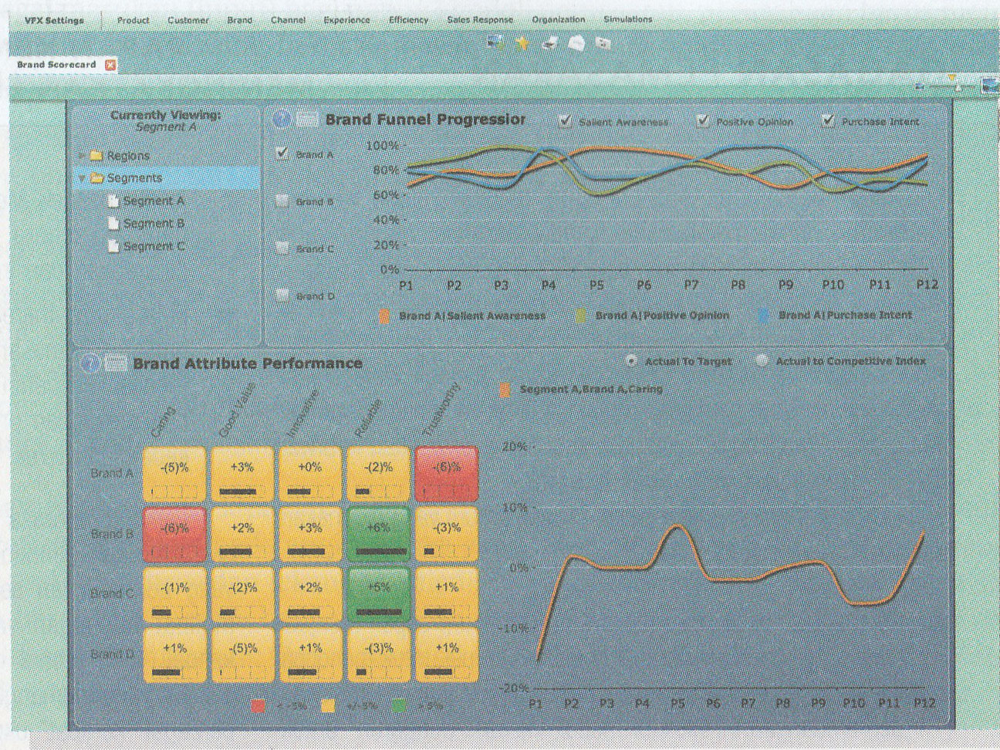 VPX Settings Product Customer Brand Channel Experience Efficiency Sales Response Organization Simulations
Brand Scorecard
Currently Viewing:
Segment A
Regions
Segments
Segment A
Segment B
Segment C
Brand Funnel Progression
Salient Awareness Positive Opinion Purchase Intent
Brand A
Brand B
Brand C
Brand D
100%
80%
60%
40%
20%
0%
P1 P2 P3 P4 P5 P6 P7 P8 P9 P10 P11 P12
Brand A|Salient Awareness Brand A|Positive Opinion Brand A|Purchase Intent
Brand Attribute Performance
Actual To Target Actual to Competitive Index
Caring Good Value Innovative Reliable Trustworthy
Brand A -(5)% +3% +0% -(2)% -(6)%
Brand B -(6)% +2% +3% +6% -(3)%
Brand C -(1)% -(2)% +2% +5% +1%
Brand D +1% -(5)% +1% -(3)% +1%
< -5% +/-5% > 5%
Segment A,Brand A,Caring
20%
10%
0%
-10%
-20%
P1 P2 P3 P4 P5 P6 P7 P8 P9 P10 P11 P12